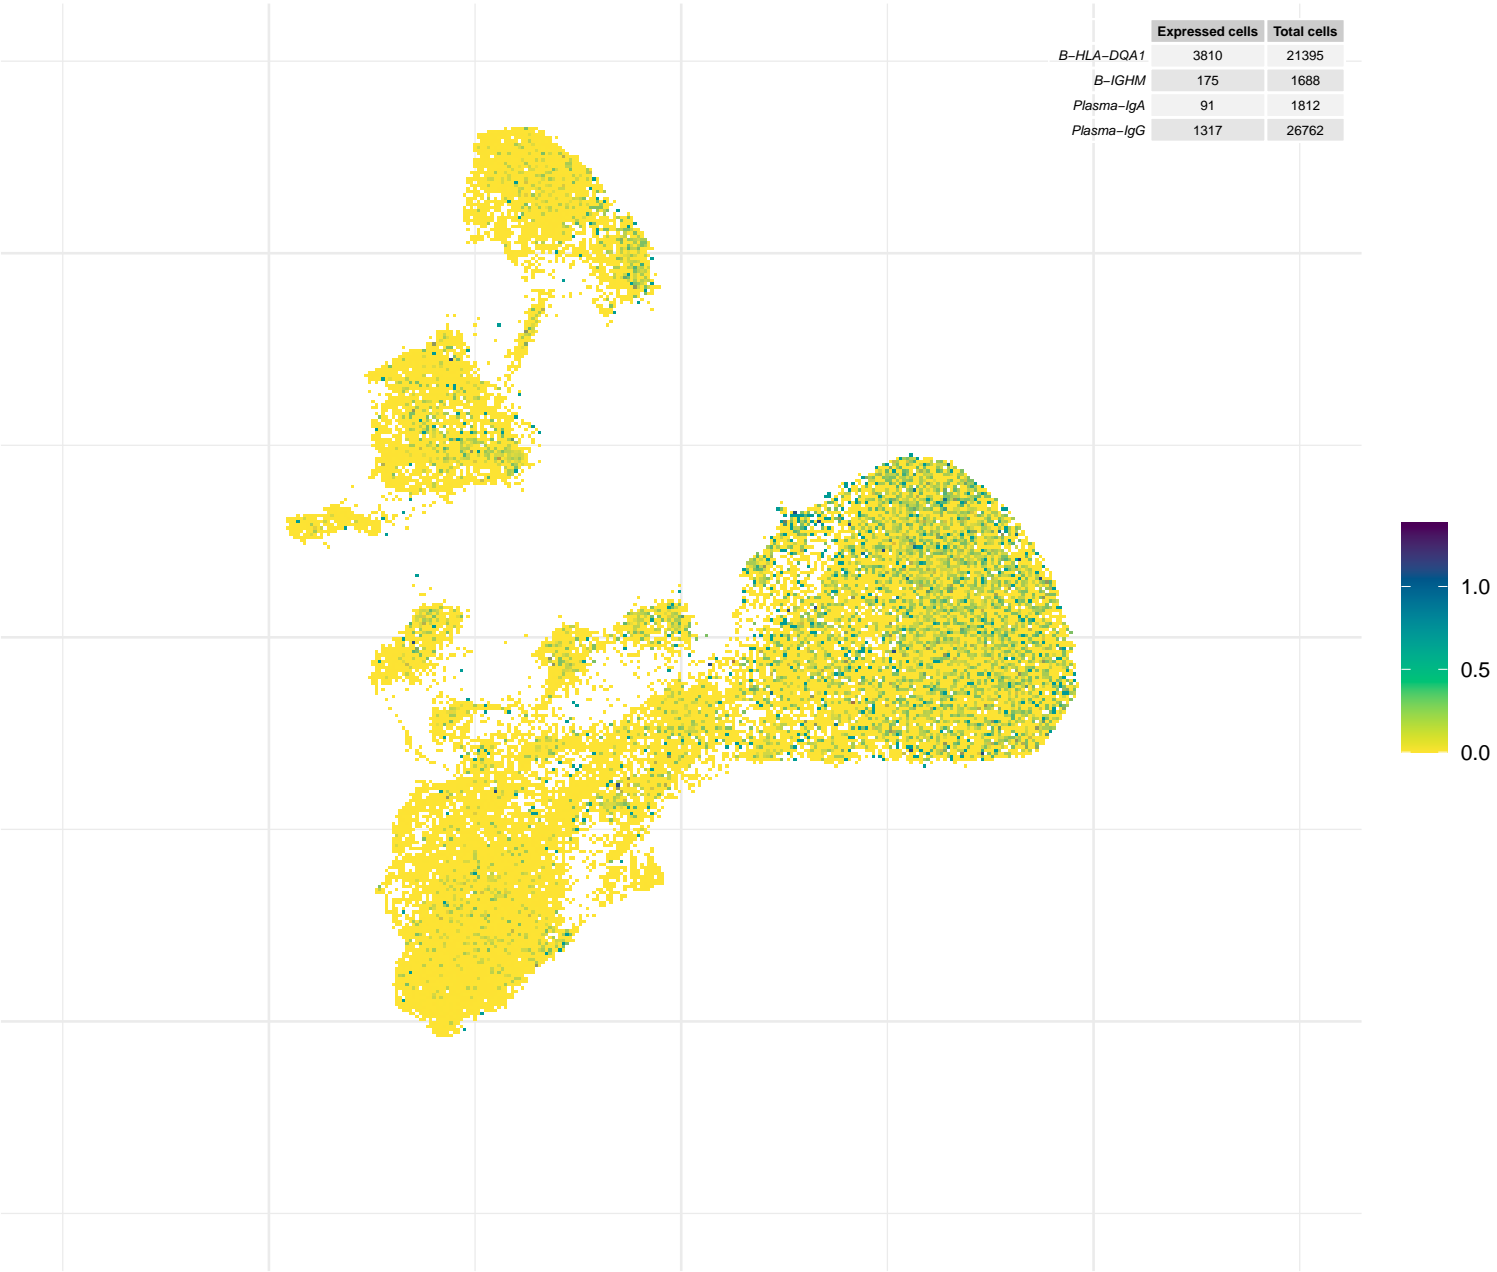 Expressed cells Total cells
B−HLA−DQA1 3810 21395
B−IGHM 175 1688
Plasma−IgA 91 1812
Plasma−IgG 1317 26762
1.0
0.5
0.0